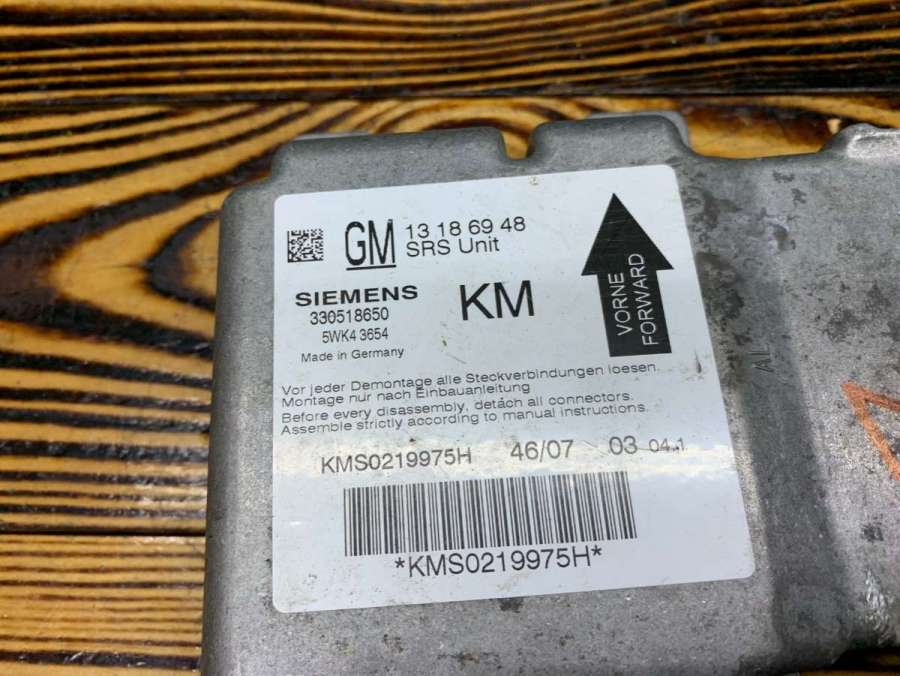 GM 13 18 69 48
SRS Unit
SIEMENS
330518650
5WK4 3654
Made in Germany
KM
VORNE
FORWARD
Vor jeder Demontage alle Steckverbindungen loesen.
Montage nur nach Einbauanleitung
Before every disassembly, detach all connectors.
Assemble strictly according to manual instructions.
KMS0219975H 46/07 03 04.1
*KMS0219975H*